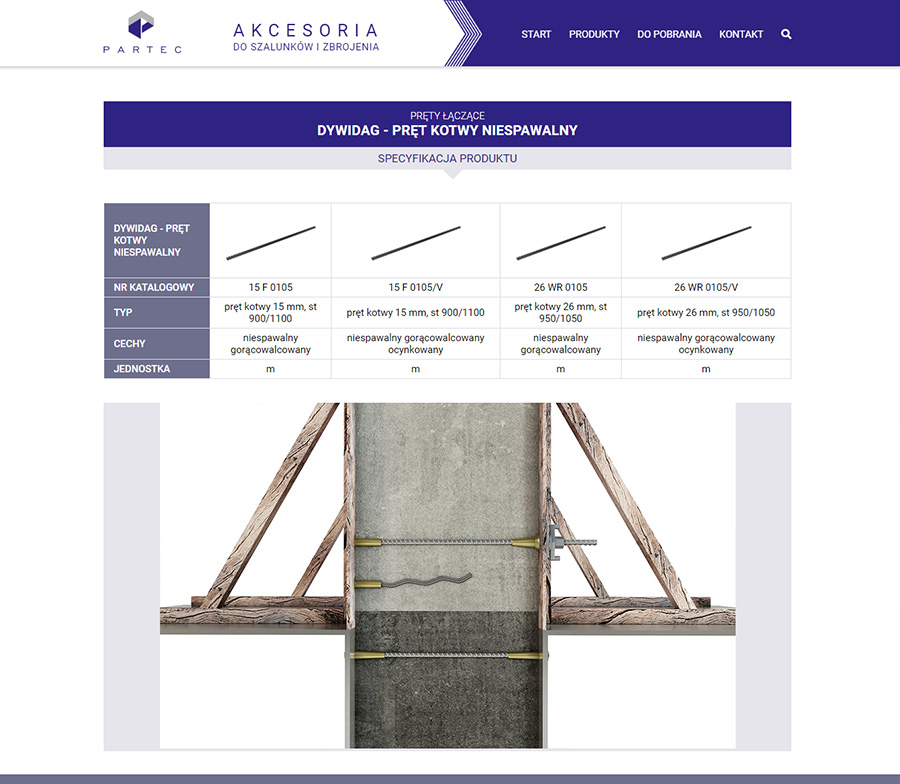 PARTEC
AKCESORIA
DO SZALUNKÓW I ZBROJENIA
START PRODUKTY DO POBRANIA KONTAKT
PRĘTY ŁĄCZĄCE
DYWIDAG - PRĘT KOTWY NIESPAWALNY
SPECYFIKACJA PRODUKTU
DYWIDAG - PRĘT
KOTWY
NIESPAWALNY
NR KATALOGOWY 15 F 0105 15 F 0105/V 26 WR 0105 26 WR 0105/V
TYP
pręt kotwy 15 mm, st
900/1100
pręt kotwy 15 mm, st 900/1100
pręt kotwy 26 mm, st
950/1050
pręt kotwy 26 mm, st 950/1050
CECHY
niespawalny
gorącowalcowany
niespawalny gorącowalcowany
ocynkowany
niespawalny
gorącowalcowany
niespawalny gorącowalcowany
ocynkowany
JEDNOSTKA m m m m